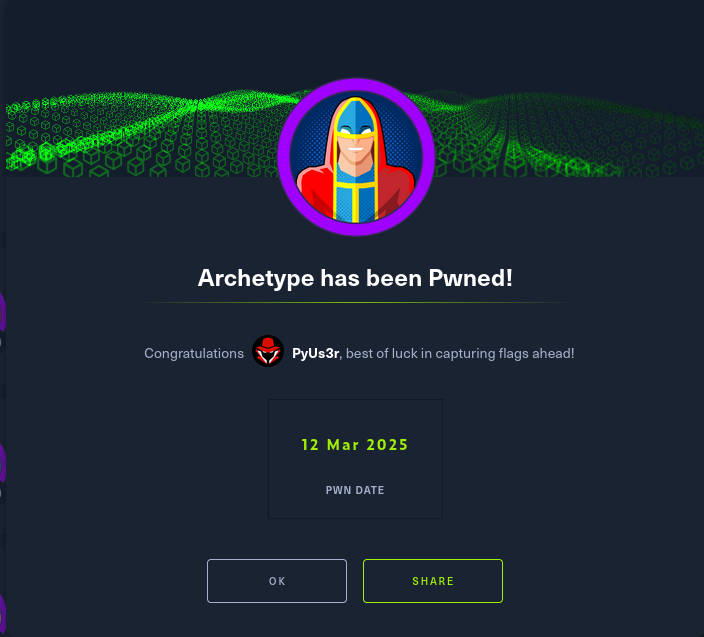 Archetype has been Pwned!
Congratulations PyUs3r, best of luck in capturing flags ahead!
12 Mar 2025
PWN DATE
OK SHARE